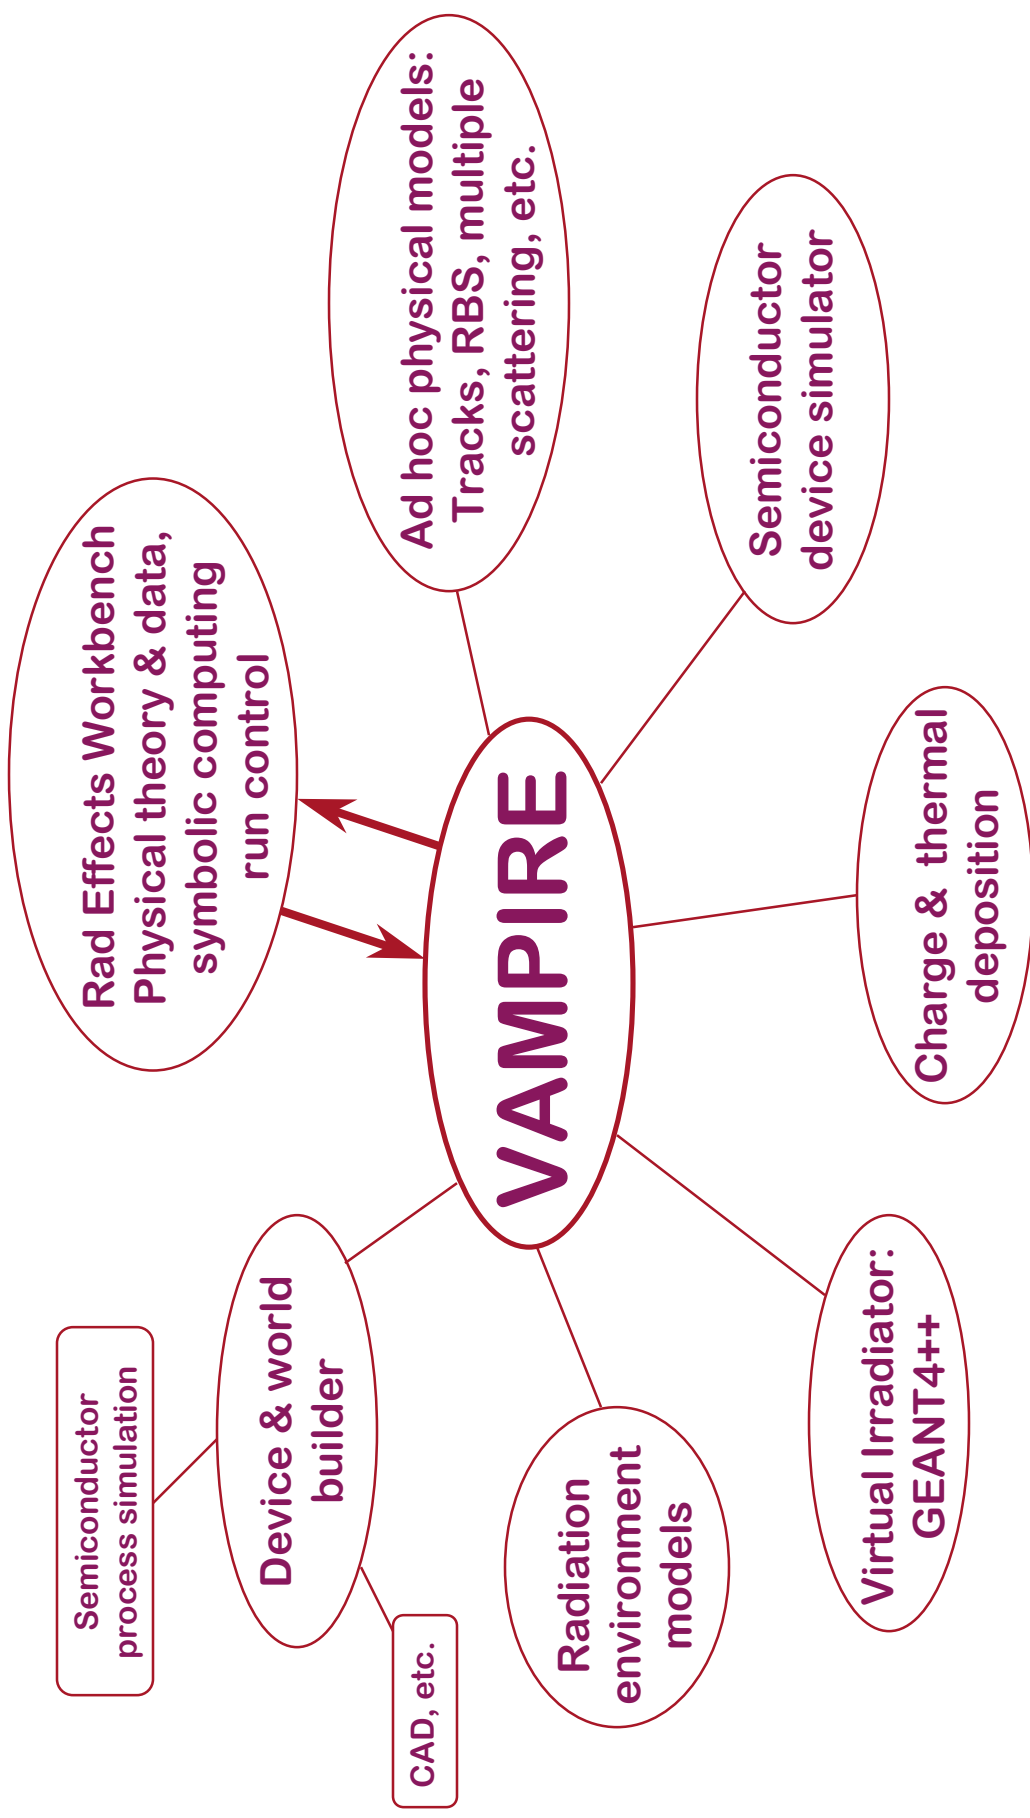 Rad Effects Workbench
Physical theory & data,
symbolic computing
run control
Semiconductor
process simulation
Device & world
builder
CAD, etc.
Ad hoc physical models:
Tracks, RBS, multiple
scattering, etc.
VAMPIRE
Radiation
environment
models
Semiconductor
device simulator
Virtual Irradiator:
GEANT4++
Charge & thermal
deposition